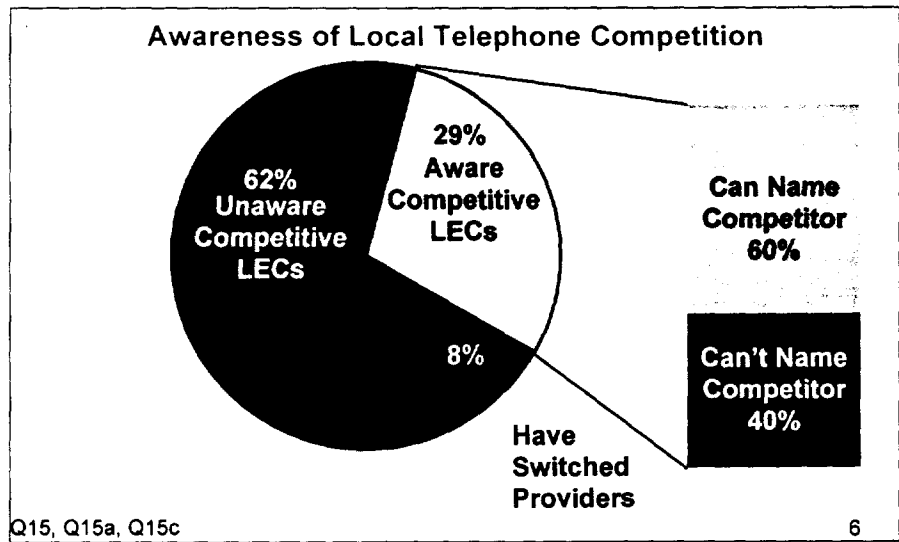 Awareness of Local Telephone Competition
62%
Unaware
Competitive
LECs
29%
Aware
Competitive
LECs
8%
Have
Switched
Providers
Can Name
Competitor
60%
Can't Name
Competitor
40%
Q15, Q15a, Q15c
6